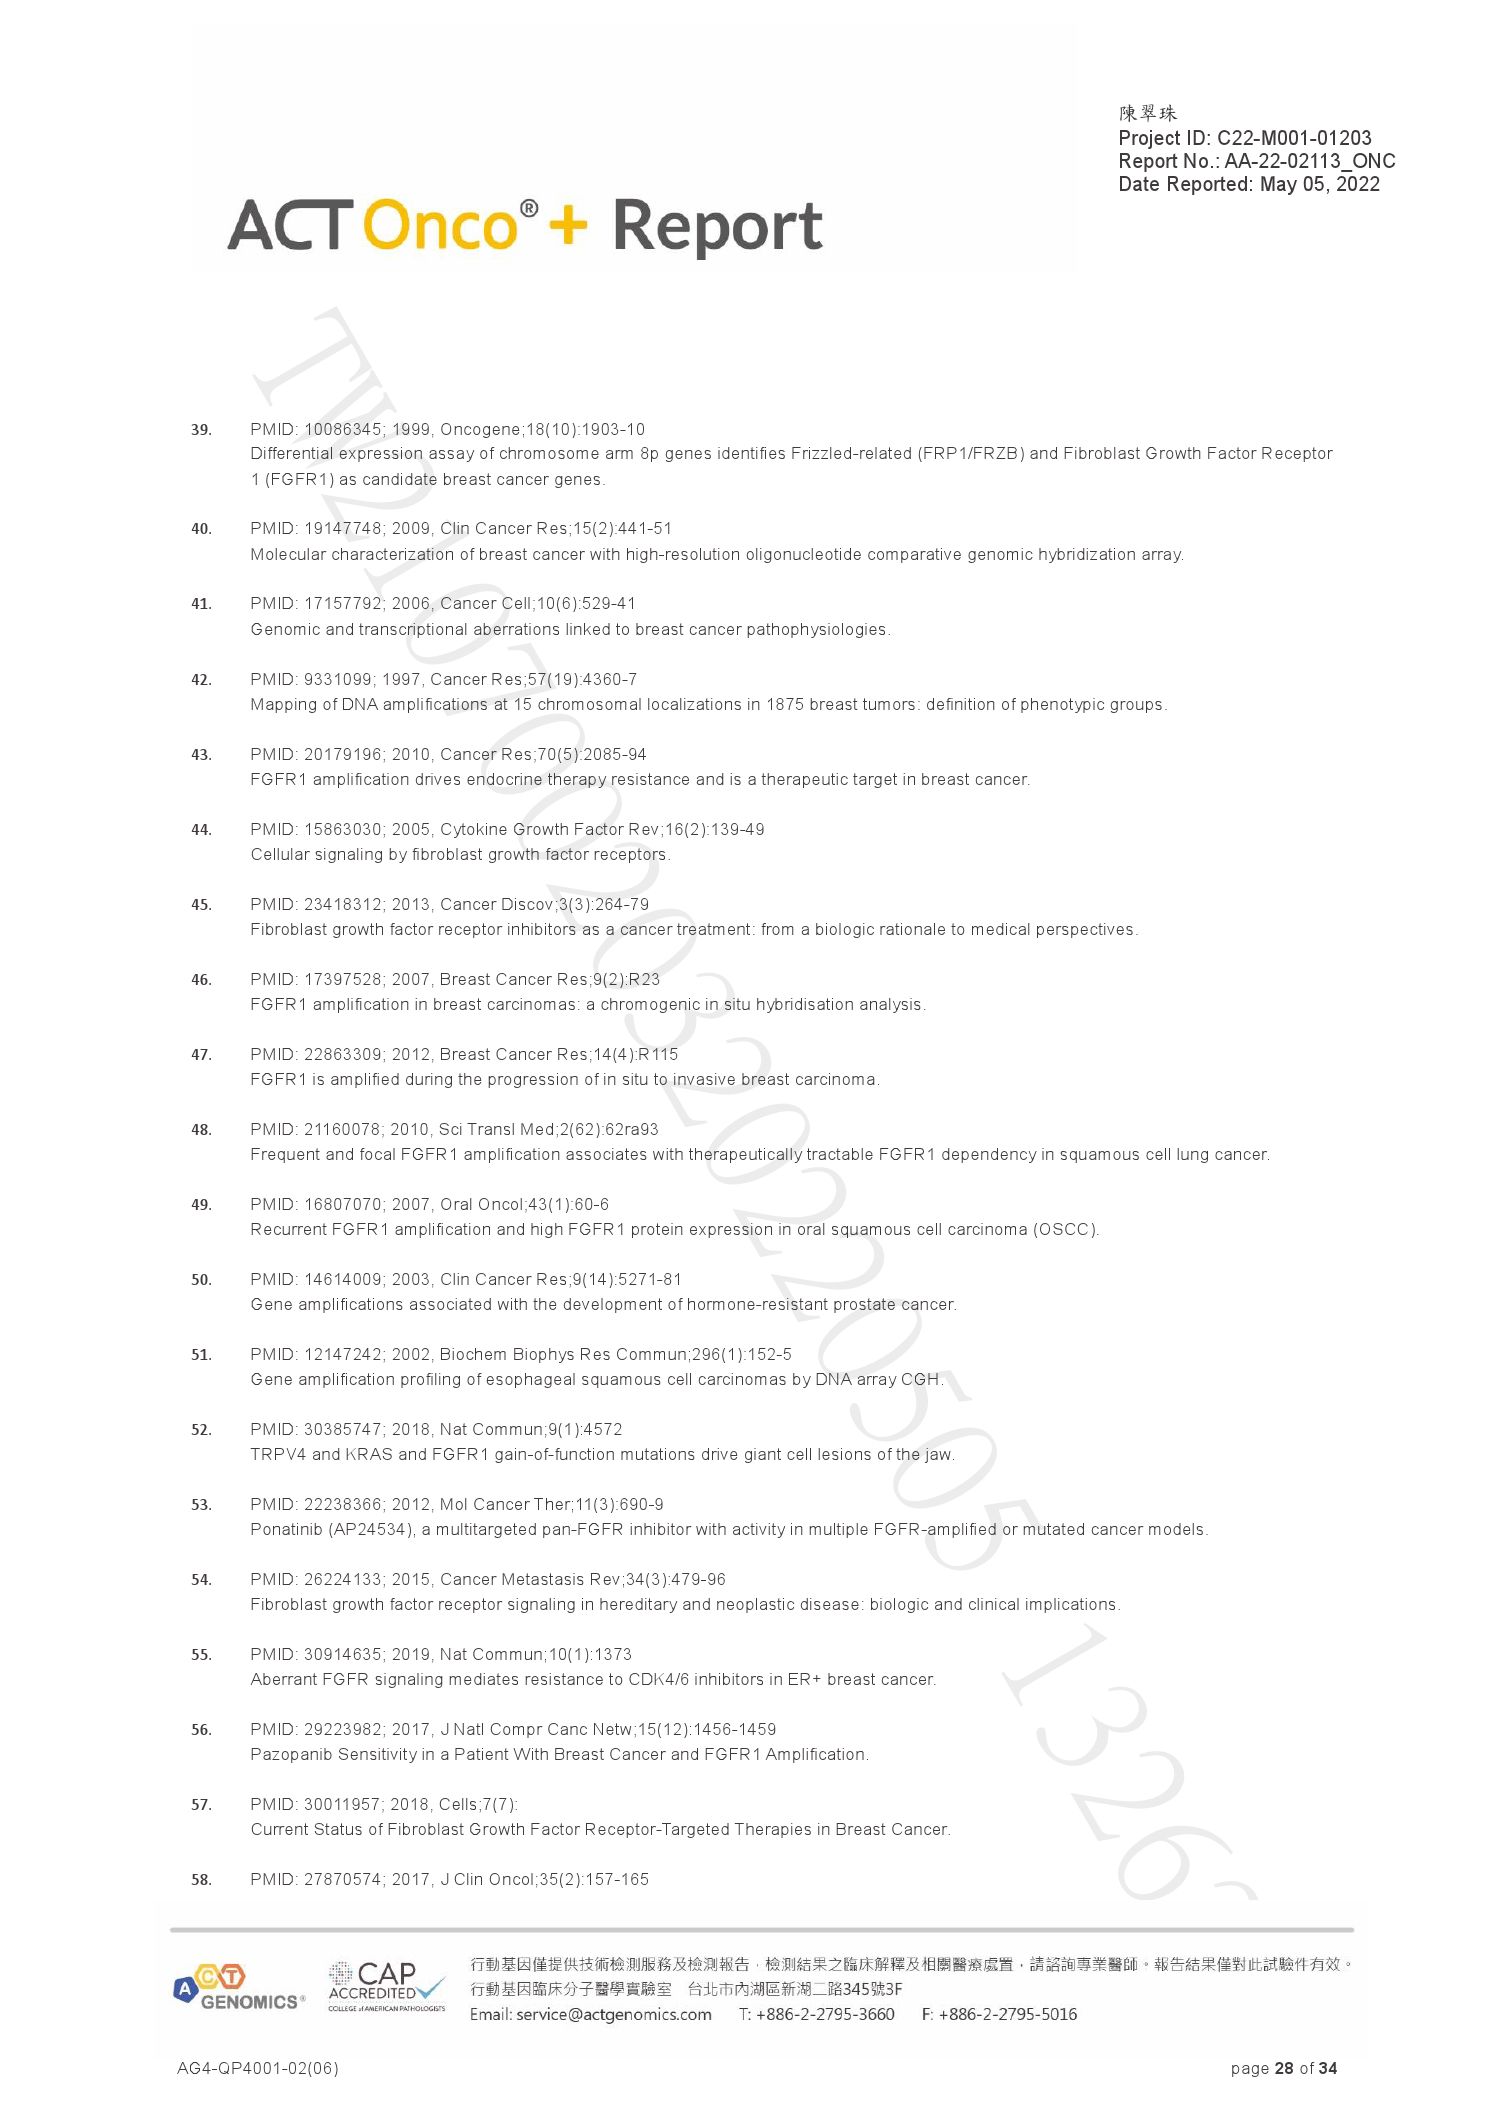 陳翠珠
Project ID: C22-M001-01203
Report No.: AA-22-02113_ONC
Date Reported: May 05, 2022
ACT Onco®+ Report
39. PMID: 10086345; 1999, Oncogene;18(10):1903-10
Differential expression assay of chromosome arm 8p genes identifies Frizzled-related (FRP1/FRZB) and Fibroblast Growth Factor Receptor
1 (FGFR1) as candidate breast cancer genes.
40. PMID: 19147748; 2009, Clin Cancer Res;15(2):441-51
Molecular characterization of breast cancer with high-resolution oligonucleotide comparative genomic hybridization array.
41. PMID: 17157792; 2006, Cancer Cell;10(6):529-41
Genomic and transcriptional aberrations linked to breast cancer pathophysiologies.
42. PMID: 9331099; 1997, Cancer Res;57(19):4360-7
Mapping of DNA amplifications at 15 chromosomal localizations in 1875 breast tumors: definition of phenotypic groups.
43. PMID: 20179196; 2010, Cancer Res;70(5):2085-94
FGFR1 amplification drives endocrine therapy resistance and is a therapeutic target in breast cancer.
44. PMID: 15863030; 2005, Cytokine Growth Factor Rev;16(2):139-49
Cellular signaling by fibroblast growth factor receptors.
45. PMID: 23418312; 2013, Cancer Discov;3(3):264-79
Fibroblast growth factor receptor inhibitors as a cancer treatment: from a biologic rationale to medical perspectives.
46. PMID: 17397528; 2007, Breast Cancer Res;9(2):R23
FGFR1 amplification in breast carcinomas: a chromogenic in situ hybridisation analysis.
47. PMID: 22863309; 2012, Breast Cancer Res;14(4):R115
FGFR1 is amplified during the progression of in situ to invasive breast carcinoma.
48. PMID: 21160078; 2010, Sci Transl Med;2(62):62ra93
Frequent and focal FGFR1 amplification associates with therapeutically tractable FGFR1 dependency in squamous cell lung cancer.
49. PMID: 16807070; 2007, Oral Oncol;43(1):60-6
Recurrent FGFR1 amplification and high FGFR1 protein expression in oral squamous cell carcinoma (OSCC).
50. PMID: 14614009; 2003, Clin Cancer Res;9(14):5271-81
Gene amplifications associated with the development of hormone-resistant prostate cancer.
51. PMID: 12147242; 2002, Biochem Biophys Res Commun;296(1):152-5
Gene amplification profiling of esophageal squamous cell carcinomas by DNA array CGH.
52. PMID: 30385747; 2018, Nat Commun;9(1):4572
TRPV4 and KRAS and FGFR1 gain-of-function mutations drive giant cell lesions of the jaw.
53. PMID: 22238366; 2012, Mol Cancer Ther;11(3):690-9
Ponatinib (AP24534), a multitargeted pan-FGFR inhibitor with activity in multiple FGFR-amplified or mutated cancer models.
54. PMID: 26224133; 2015, Cancer Metastasis Rev;34(3):479-96
Fibroblast growth factor receptor signaling in hereditary and neoplastic disease: biologic and clinical implications.
55. PMID: 30914635; 2019, Nat Commun;10(1):1373
Aberrant FGFR signaling mediates resistance to CDK4/6 inhibitors in ER+ breast cancer.
56. PMID: 29223982; 2017, J Natl Compr Canc Netw;15(12):1456-1459
Pazopanib Sensitivity in a Patient With Breast Cancer and FGFR1 Amplification.
57. PMID: 30011957; 2018, Cells;7(7):
Current Status of Fibroblast Growth Factor Receptor-Targeted Therapies in Breast Cancer.
58. PMID: 27870574; 2017, J Clin Oncol;35(2):157-165
ACT GENOMICS®
CAP ACCREDITED
COLLEGE of AMERICAN PATHOLOGISTS
行動基因僅提供技術檢測服務及檢測報告，檢測結果之臨床解釋及相關醫療處置，請諮詢專業醫師。報告結果僅對此試驗件有效。
行動基因臨床分子醫學實驗室 台北市內湖區新湖二路345號3F
Email: service@actgenomics.com T: +886-2-2795-3660 F: +886-2-2795-5016
AG4-QP4001-02(06)
page 28 of 34